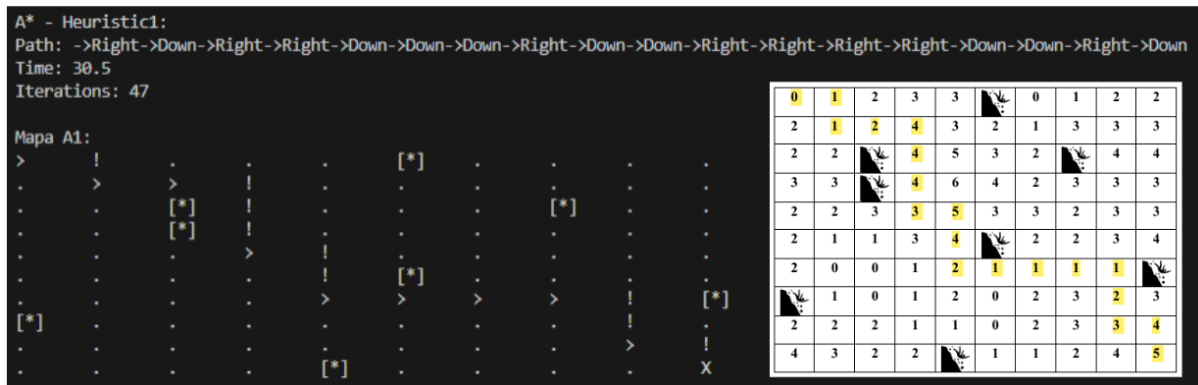 A* - Heuristic1:
Path: ->Right->Down->Right->Right->Down->Down->Down->Right->Down->Down->Right->Right->Right->Right->Down->Down->Right->Down
Time: 30.5
Iterations: 47
Mapa A1:
> ! . . . [*] . . . .
. > > ! . . . . . .
. . [*] ! . . . [*] . .
. . [*] ! . . . . . .
. . . > ! . . . . .
. . . . ! [*] . . . .
. . . . > > > > ! [*]
[*] . . . . . . . ! .
. . . . . . . . > !
. . . . [*] . . . . X
0 1 2 3 3 0 1 2 2
2 1 2 4 3 2 1 3 3 3
2 2 4 5 3 2 4 4
3 3 4 6 4 2 3 3 3
2 2 3 3 5 3 3 2 3 3
2 1 1 3 4 2 2 3 4
2 0 0 1 2 1 1 1 1
1 0 1 2 0 2 3 2 3
2 2 2 1 1 0 2 3 3 4
4 3 2 2 1 1 2 4 5